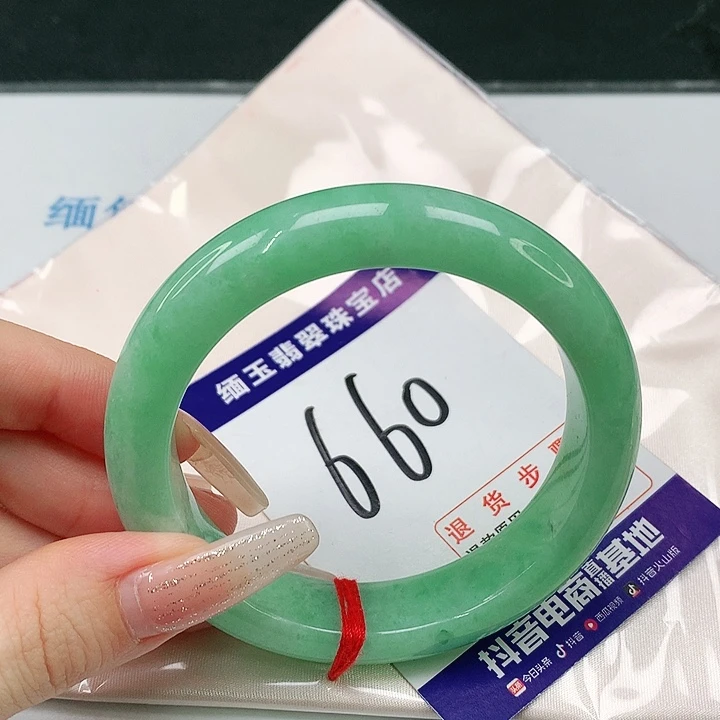 缅
缅玉翡翠珠宝店
660
退货步
抖音电商直播基地
今日头条 抖音 西瓜视频 抖音火山版